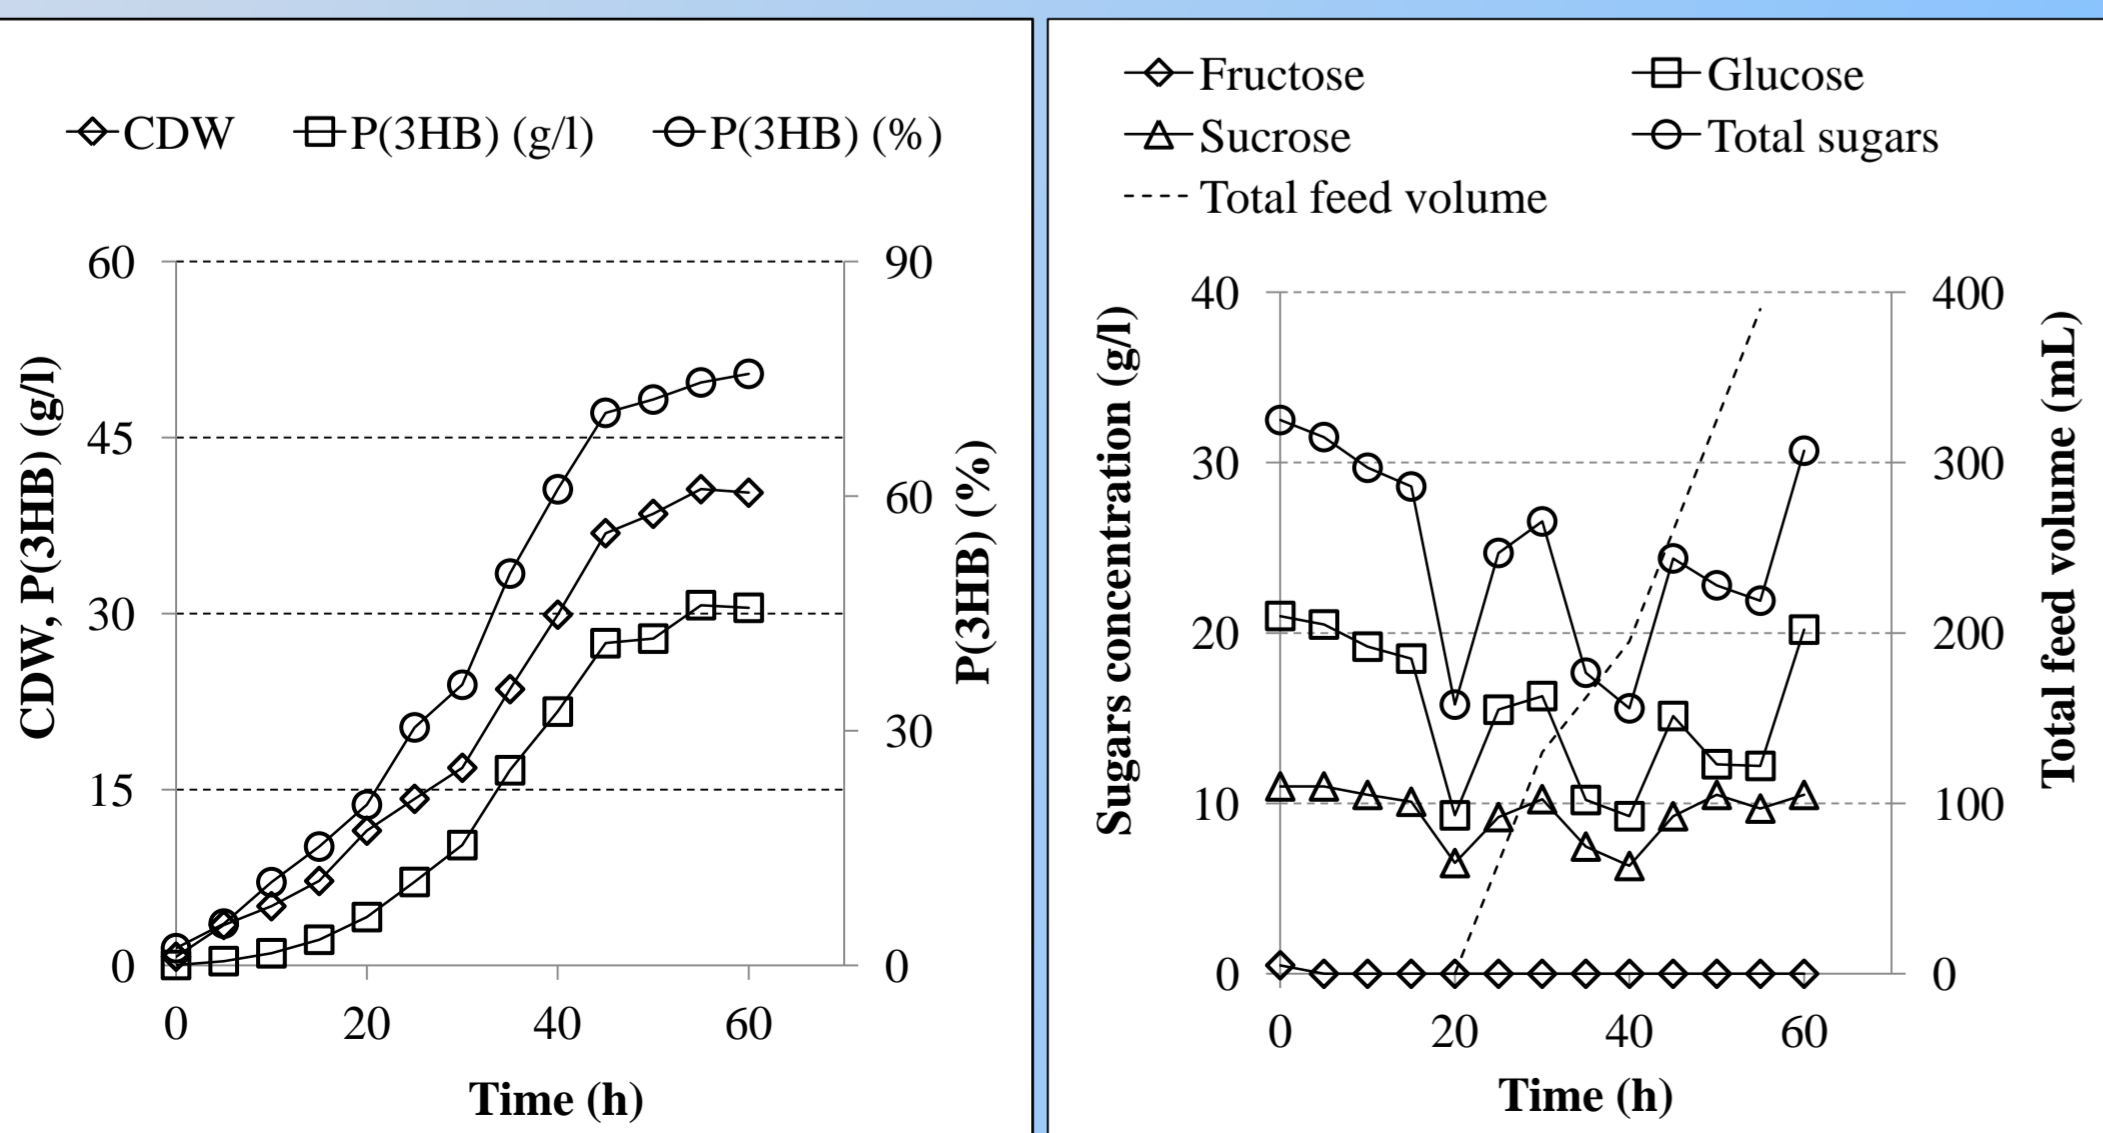 CDW P(3HB) (g/l) P(3HB) (%)
60 90
45
60
30
30
15
0 0
0 20 40 60
CDW, P(3HB) (g/l)
P(3HB) (%)
Time (h)
Fructose Glucose
Sucrose Total sugars
Total feed volume
40 400
30 300
20 200
10 100
0 0
0 20 40 60
Sugars concentration (g/l)
Total feed volume (mL)
Time (h)